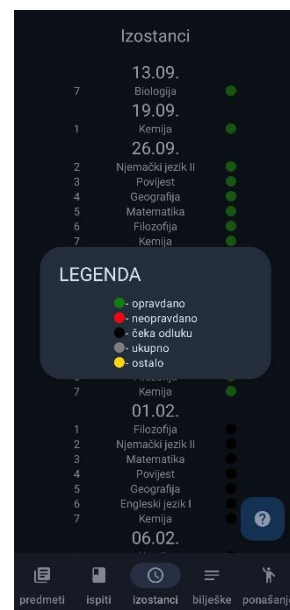 Izostanci
13.09.
7 Biologija
19.09.
1 Kemija
26.09.
2 Njemački jezik II
3 Povijest
4 Geografija
5 Matematika
6 Filozofija
7 Kemija
LEGENDA
- opravdano
- neopravdano
- čeka odluku
- ukupno
- ostalo
7 Kemija
01.02.
1 Filozofija
2 Njemački jezik II
3 Matematika
4 Povijest
5 Geografija
6 Engleski jezik I
7 Kemija
?
06.02.
predmeti ispiti izostanci bilješke ponašanj